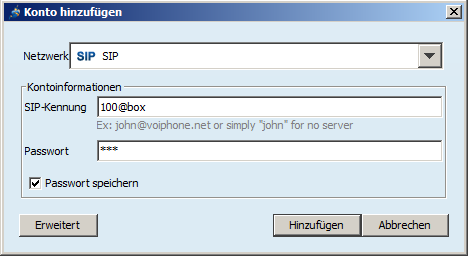 Konto hinzufügen
Netzwerk SIP SIP
Kontoinformationen
SIP-Kennung 100@box
Ex: john@voiphone.net or simply "john" for no server
Passwort ***
Passwort speichern
Erweitert Hinzufügen Abbrechen